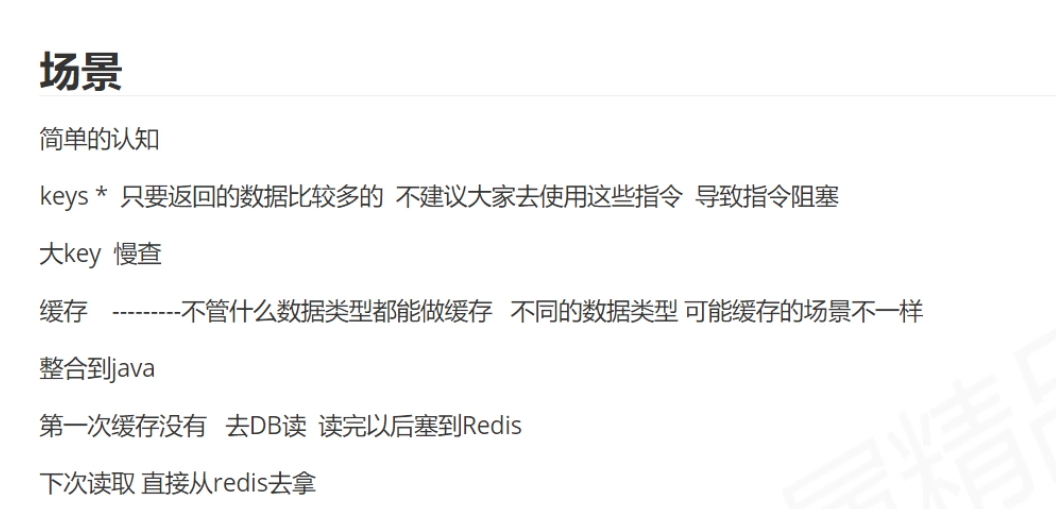 场景
简单的认知
keys * 只要返回的数据比较多的 不建议大家去使用这些指令 导致指令阻塞
大key 慢查
缓存 ---------不管什么数据类型都能做缓存 不同的数据类型 可能缓存的场景不一样
整合到java
第一次缓存没有 去DB读 读完以后塞到Redis
下次读取 直接从redis去拿